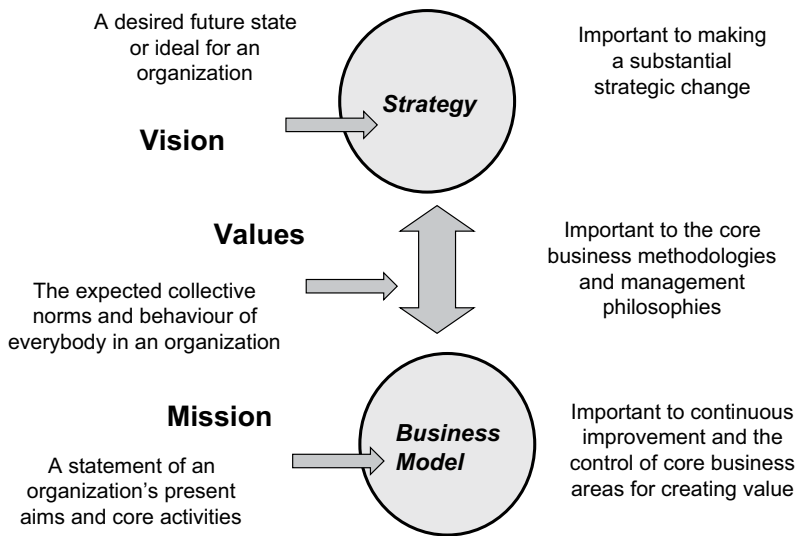 A desired future state
or ideal for an
organization
Vision
Strategy
Important to making
a substantial
strategic change
Values
The expected collective
norms and behaviour of
everybody in an organization
Important to the core
business methodologies
and management
philosophies
Mission
A statement of an
organization's present
aims and core activities
Business
Model
Important to continuous
improvement and the
control of core business
areas for creating value